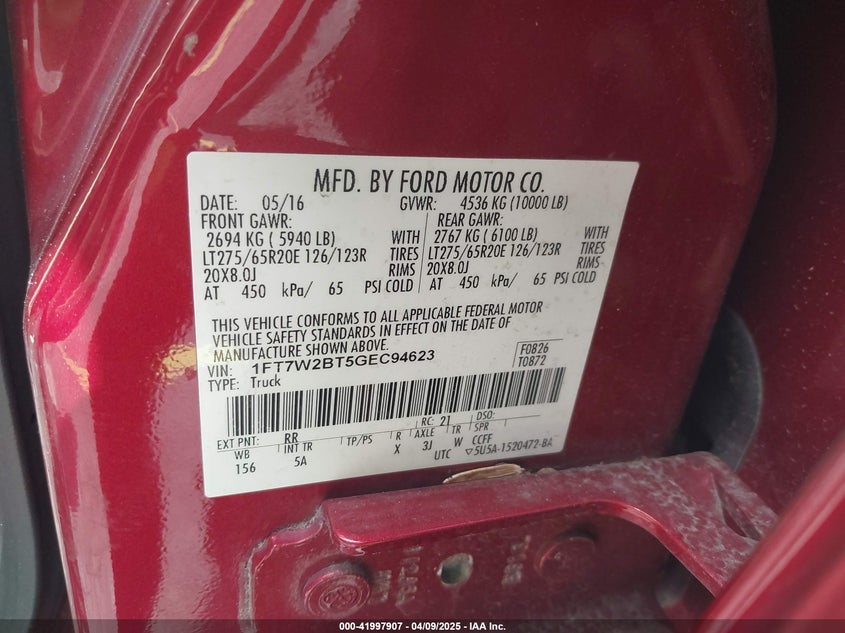 MFD. BY FORD MOTOR CO.
DATE: 05/16 GVWR: 4536 KG (10000 LB)
FRONT GAWR: REAR GAWR:
2694 KG ( 5940 LB) WITH 2767 KG ( 6100 LB) WITH
LT275/65R20E 126/123R TIRES LT275/65R20E 126/123R TIRES
20X8.0J RIMS 20X8.0J RIMS
AT 450 kPa/ 65 PSI COLD AT 450 kPa/ 65 PSI COLD
THIS VEHICLE CONFORMS TO ALL APPLICABLE FEDERAL MOTOR
VEHICLE SAFETY STANDARDS IN EFFECT ON THE DATE OF
MANUFACTURE SHOWN ABOVE.
VIN: 1FT7W2BT5GEC94623 F0826
TYPE: Truck T0872
RC: 21 DSO:
EXT PNT: RR
WB INT TR TP/PS R AXLE TR SPR
156 5A X 3J W CCFF
UTC ▽5U5A-1520472-BA
000-41997907 - 04/09/2025 - IAA Inc.